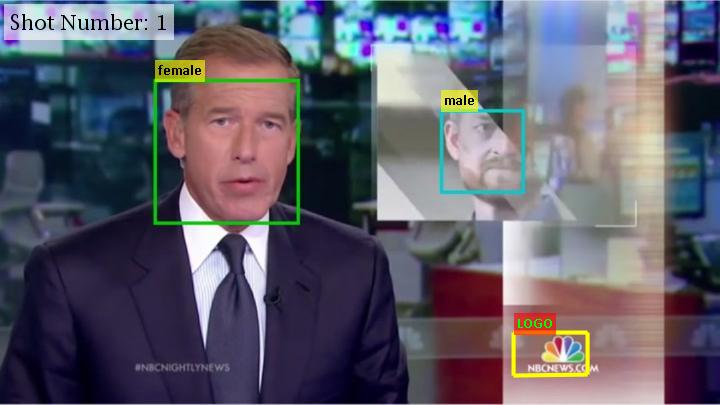 Shot Number: 1
female
male
LOGO
#NBCNIGHTLYNEWS
NBCNEWS.COM